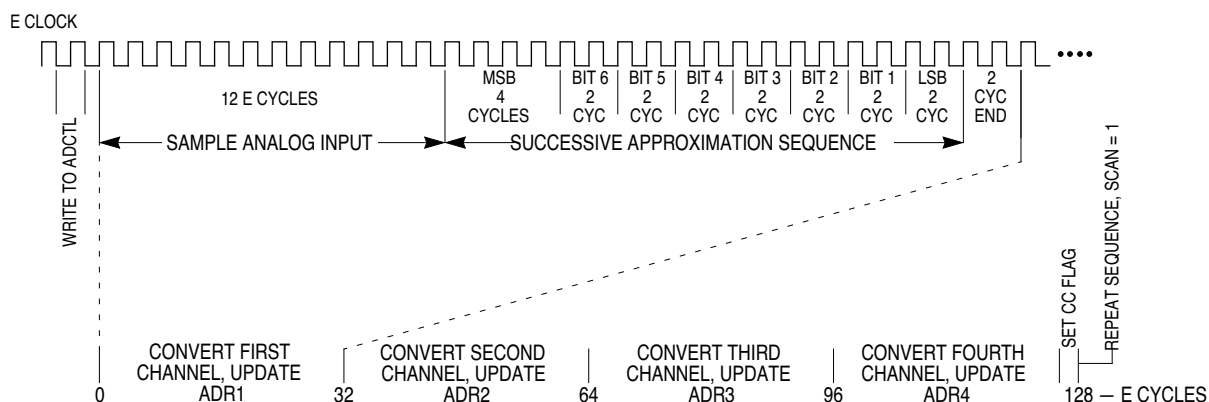 E CLOCK
12 E CYCLES
MSB
4
CYCLES
BIT 6
2
CYC
BIT 5
2
CYC
BIT 4
2
CYC
BIT 3
2
CYC
BIT 2
2
CYC
BIT 1
2
CYC
LSB
2
CYC
2
CYC
END
WRITE TO ADCTL
SAMPLE ANALOG INPUT
SUCCESSIVE APPROXIMATION SEQUENCE
SET CC FLAG
REPEAT SEQUENCE, SCAN = 1
CONVERT FIRST
CHANNEL, UPDATE
ADR1
CONVERT SECOND
CHANNEL, UPDATE
ADR2
CONVERT THIRD
CHANNEL, UPDATE
ADR3
CONVERT FOURTH
CHANNEL, UPDATE
ADR4
0
32
64
96
128 — E CYCLES